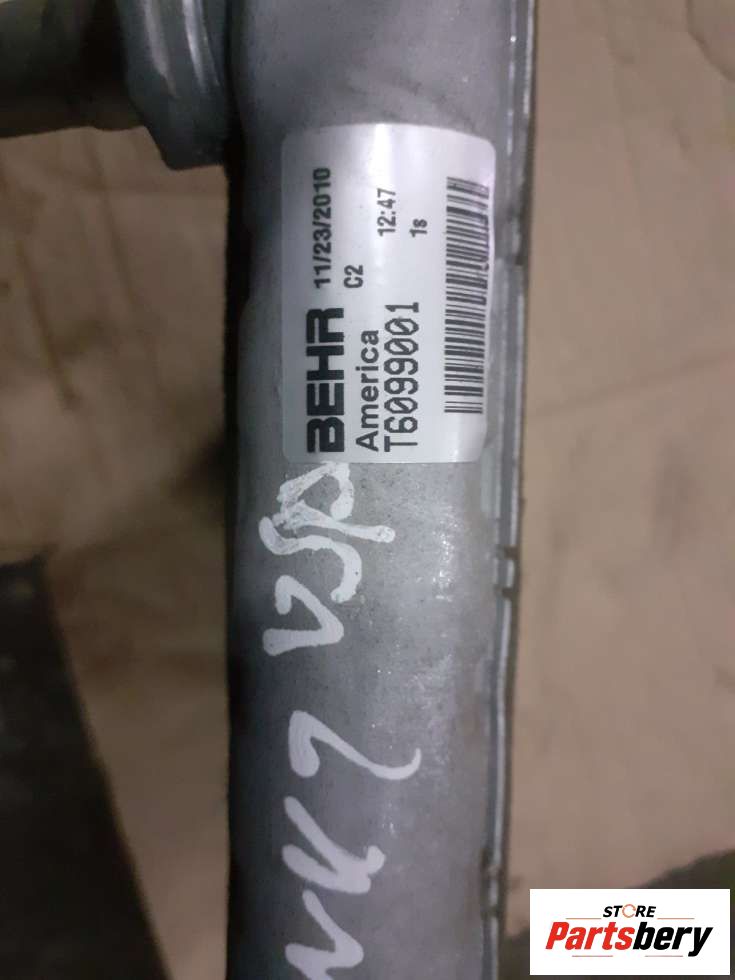 BEHR 11/23/2010
America C2 12:47
T6099001 1s
STORE
Partsbery